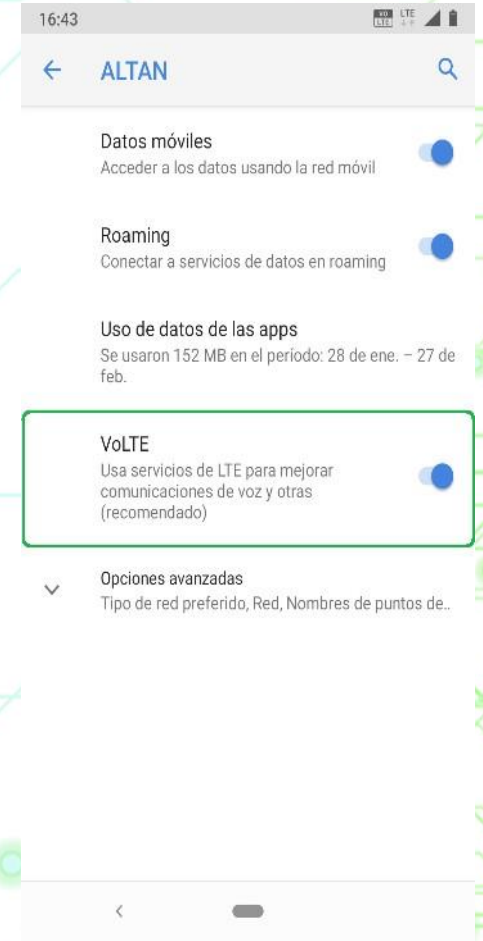 16:43
VO LTE LTE
ALTAN
Datos móviles
Acceder a los datos usando la red móvil
Roaming
Conectar a servicios de datos en roaming
Uso de datos de las apps
Se usaron 152 MB en el período: 28 de ene. – 27 de
feb.
VoLTE
Usa servicios de LTE para mejorar
comunicaciones de voz y otras
(recomendado)
Opciones avanzadas
Tipo de red preferido, Red, Nombres de puntos de..